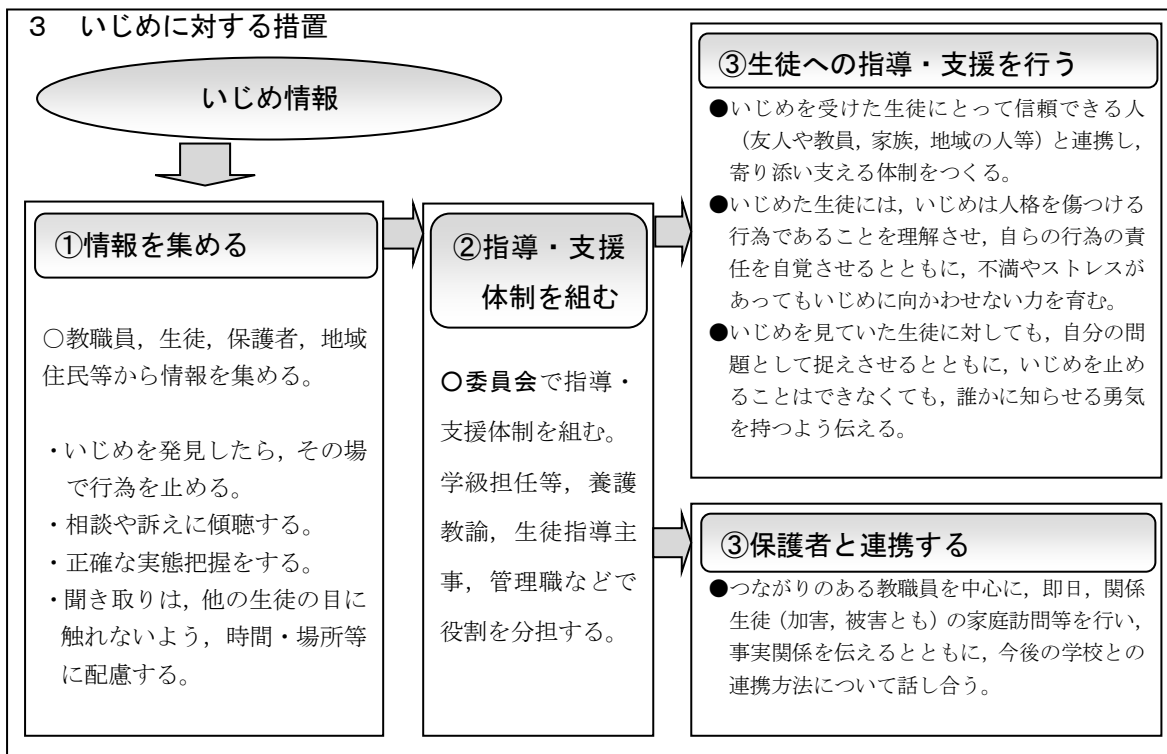 ３　いじめに対する措置
いじめ情報
①情報を集める
○教職員，生徒，保護者，地域
住民等から情報を集める。
・いじめを発見したら，その場
で行為を止める。
・相談や訴えに傾聴する。
・正確な実態把握をする。
・聞き取りは，他の生徒の目に
触れないよう，時間・場所等
に配慮する。
②指導・支援
体制を組む
○委員会で指導・
支援体制を組む。
学級担任等，養護
教諭，生徒指導主
事，管理職などで
役割を分担する。
③生徒への指導・支援を行う
●いじめを受けた生徒にとって信頼できる人
（友人や教員，家族，地域の人等）と連携し，
寄り添い支える体制をつくる。
●いじめた生徒には，いじめは人格を傷つける
行為であることを理解させ，自らの行為の責
任を自覚させるとともに，不満やストレスが
あってもいじめに向かわせない力を育む。
●いじめを見ていた生徒に対しても，自分の問
題として捉えさせるとともに，いじめを止め
ることはできなくても，誰かに知らせる勇気
を持つよう伝える。
③保護者と連携する
●つながりのある教職員を中心に，即日，関係
生徒（加害，被害とも）の家庭訪問等を行い，
事実関係を伝えるとともに，今後の学校との
連携方法について話し合う。